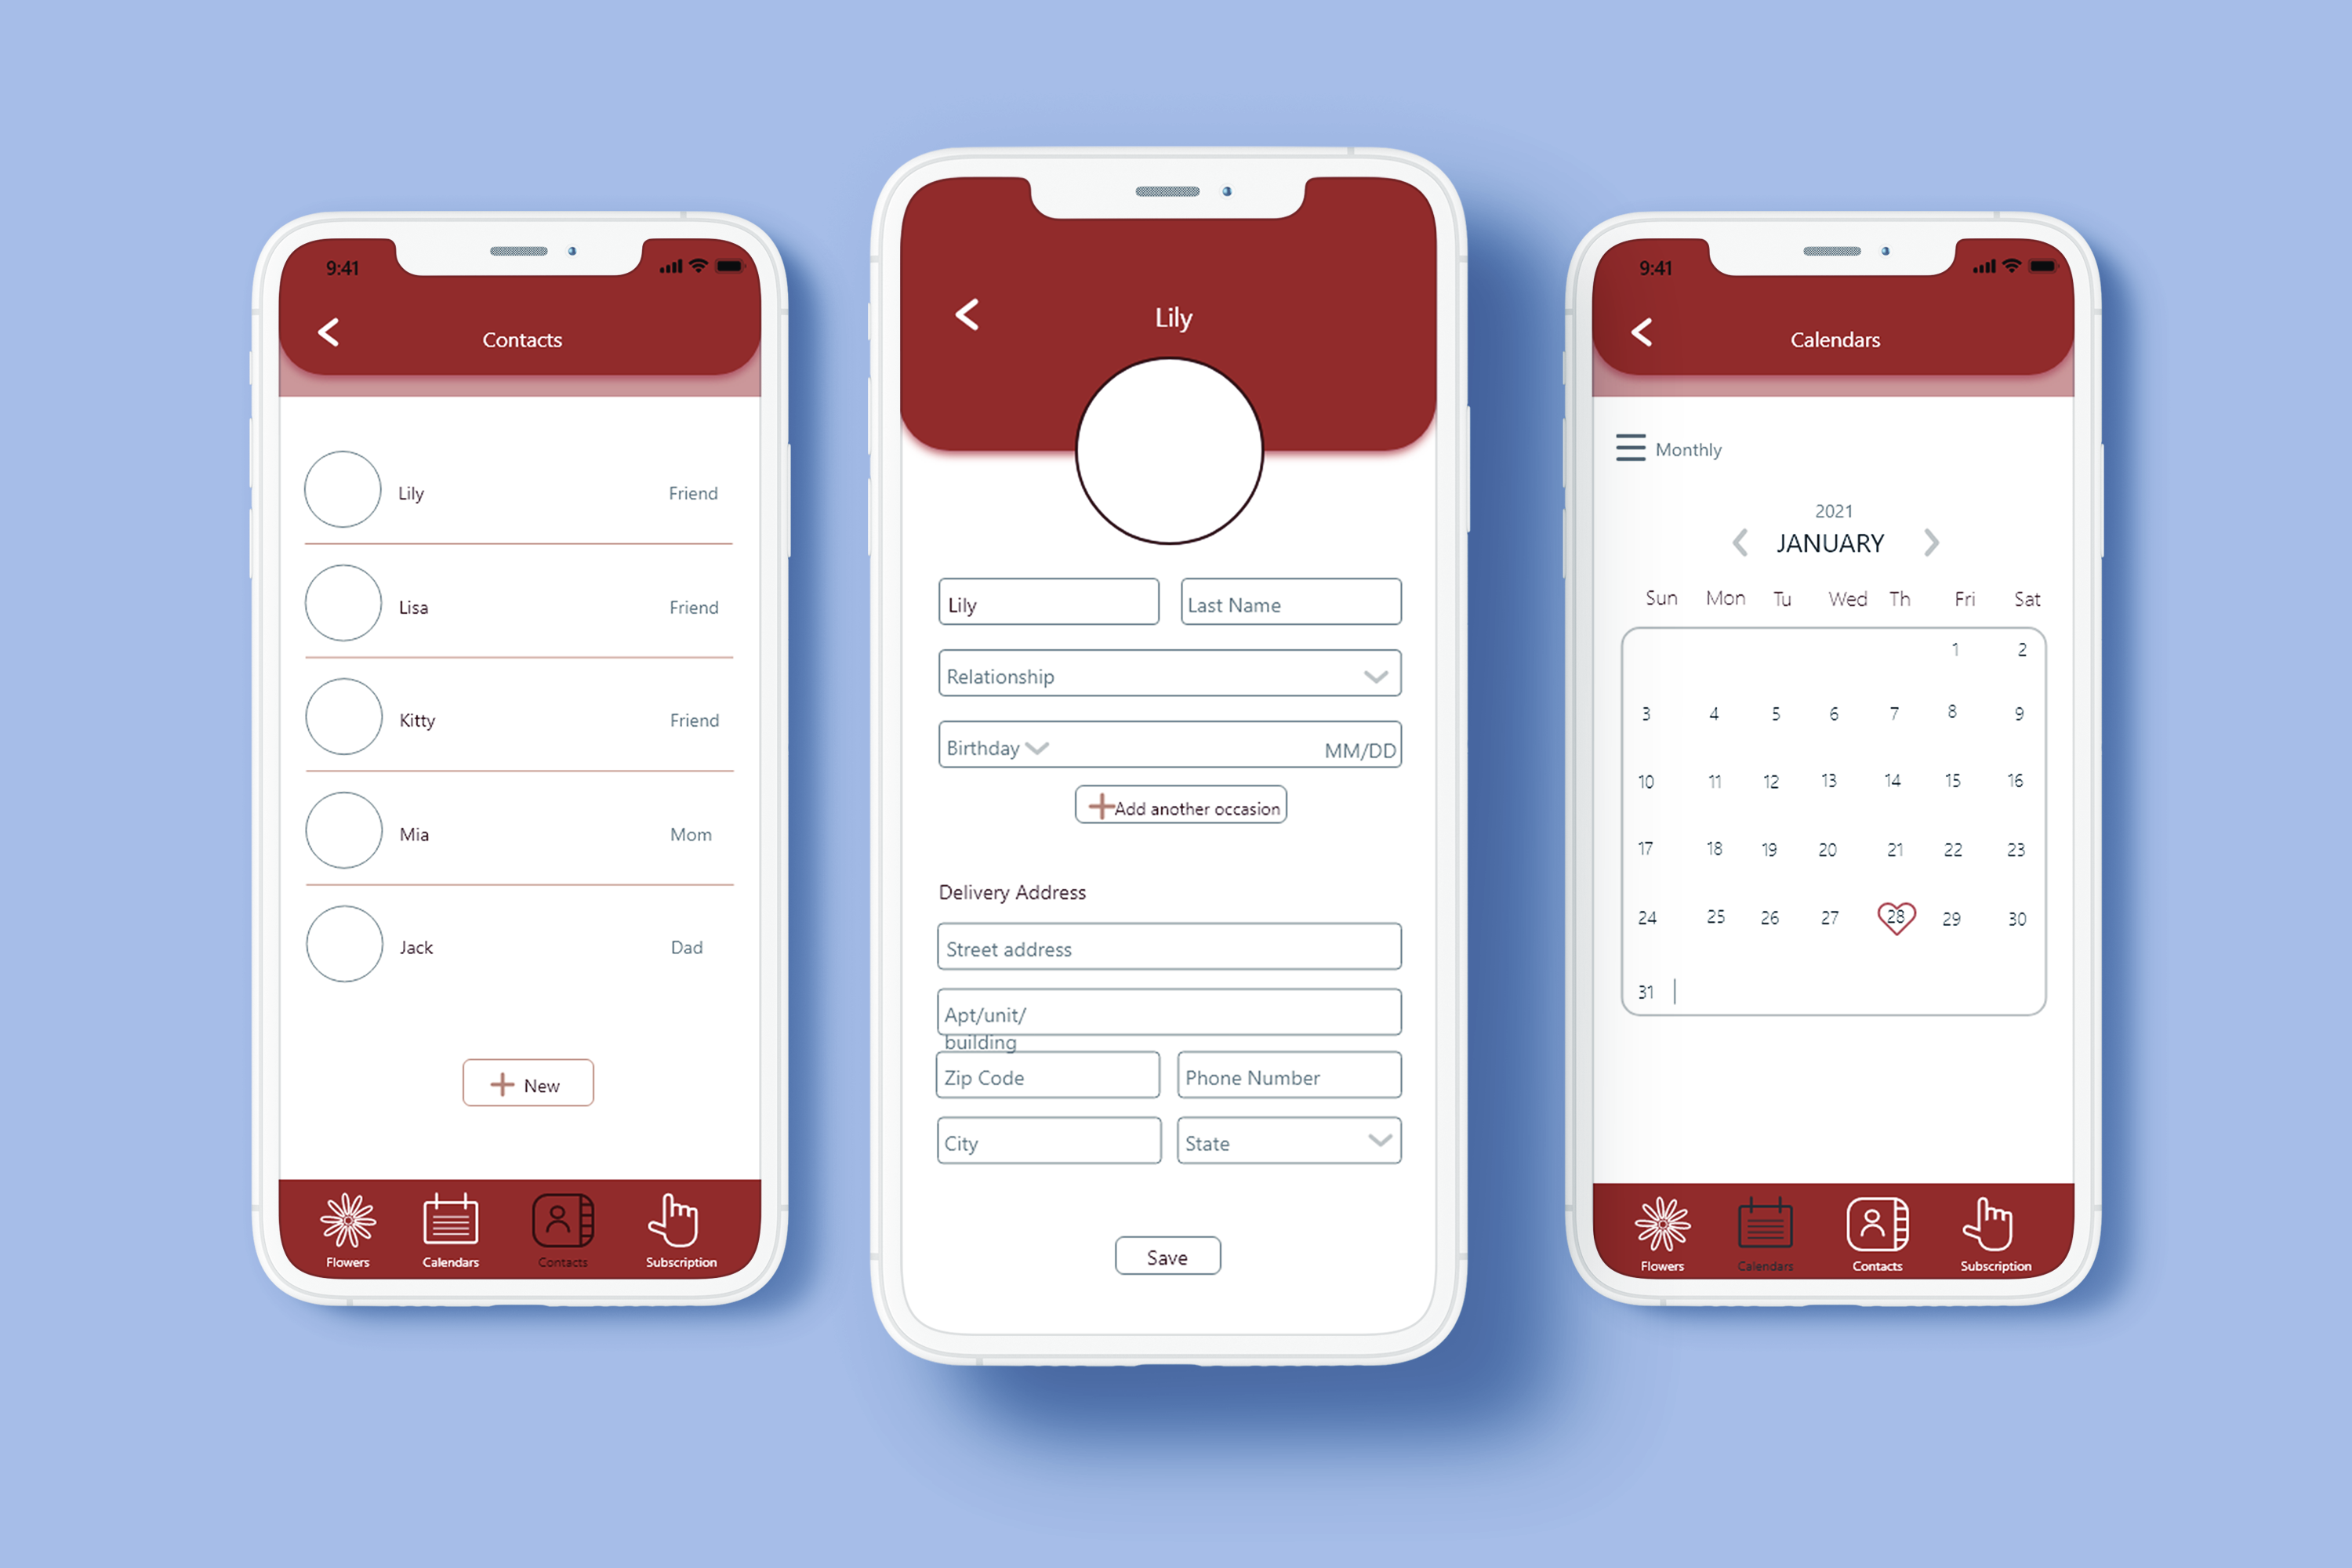 9:41
Contacts
Lily Friend
Lisa Friend
Kitty Friend
Mia Mom
Jack Dad
New
Flowers Calendars Contacts Subscription
Lily
Lily Last Name
Relationship
Birthday MM/DD
Add another occasion
Delivery Address
Street address
Apt/unit/
building
Zip Code Phone Number
City State
Save
9:41
Calendars
Monthly
2021
JANUARY
Sun Mon Tu Wed Th Fri Sat
1 2
3 4 5 6 7 8 9
10 11 12 13 14 15 16
17 18 19 20 21 22 23
24 25 26 27 28 29 30
31
Flowers Calendars Contacts Subscription